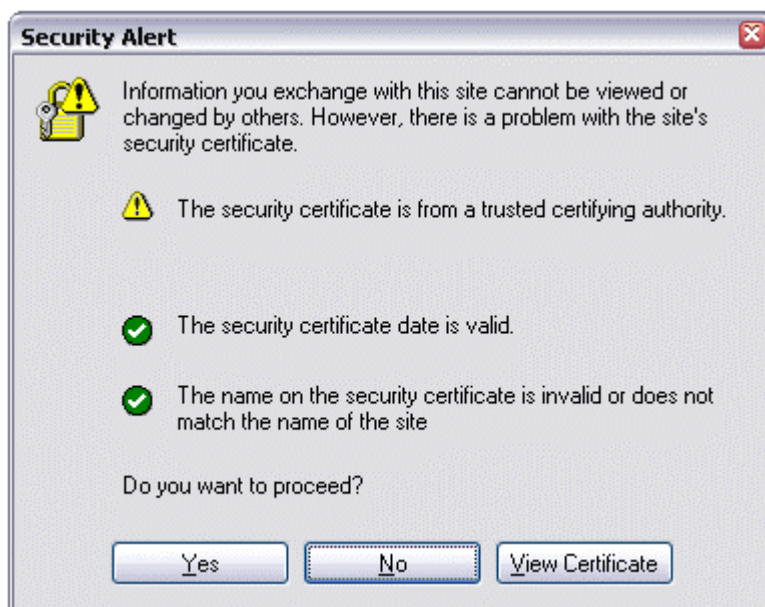 Security Alert
Information you exchange with this site cannot be viewed or
changed by others. However, there is a problem with the site's
security certificate.
The security certificate is from a trusted certifying authority.
The security certificate date is valid.
The name on the security certificate is invalid or does not
match the name of the site
Do you want to proceed?
Yes
No
View Certificate